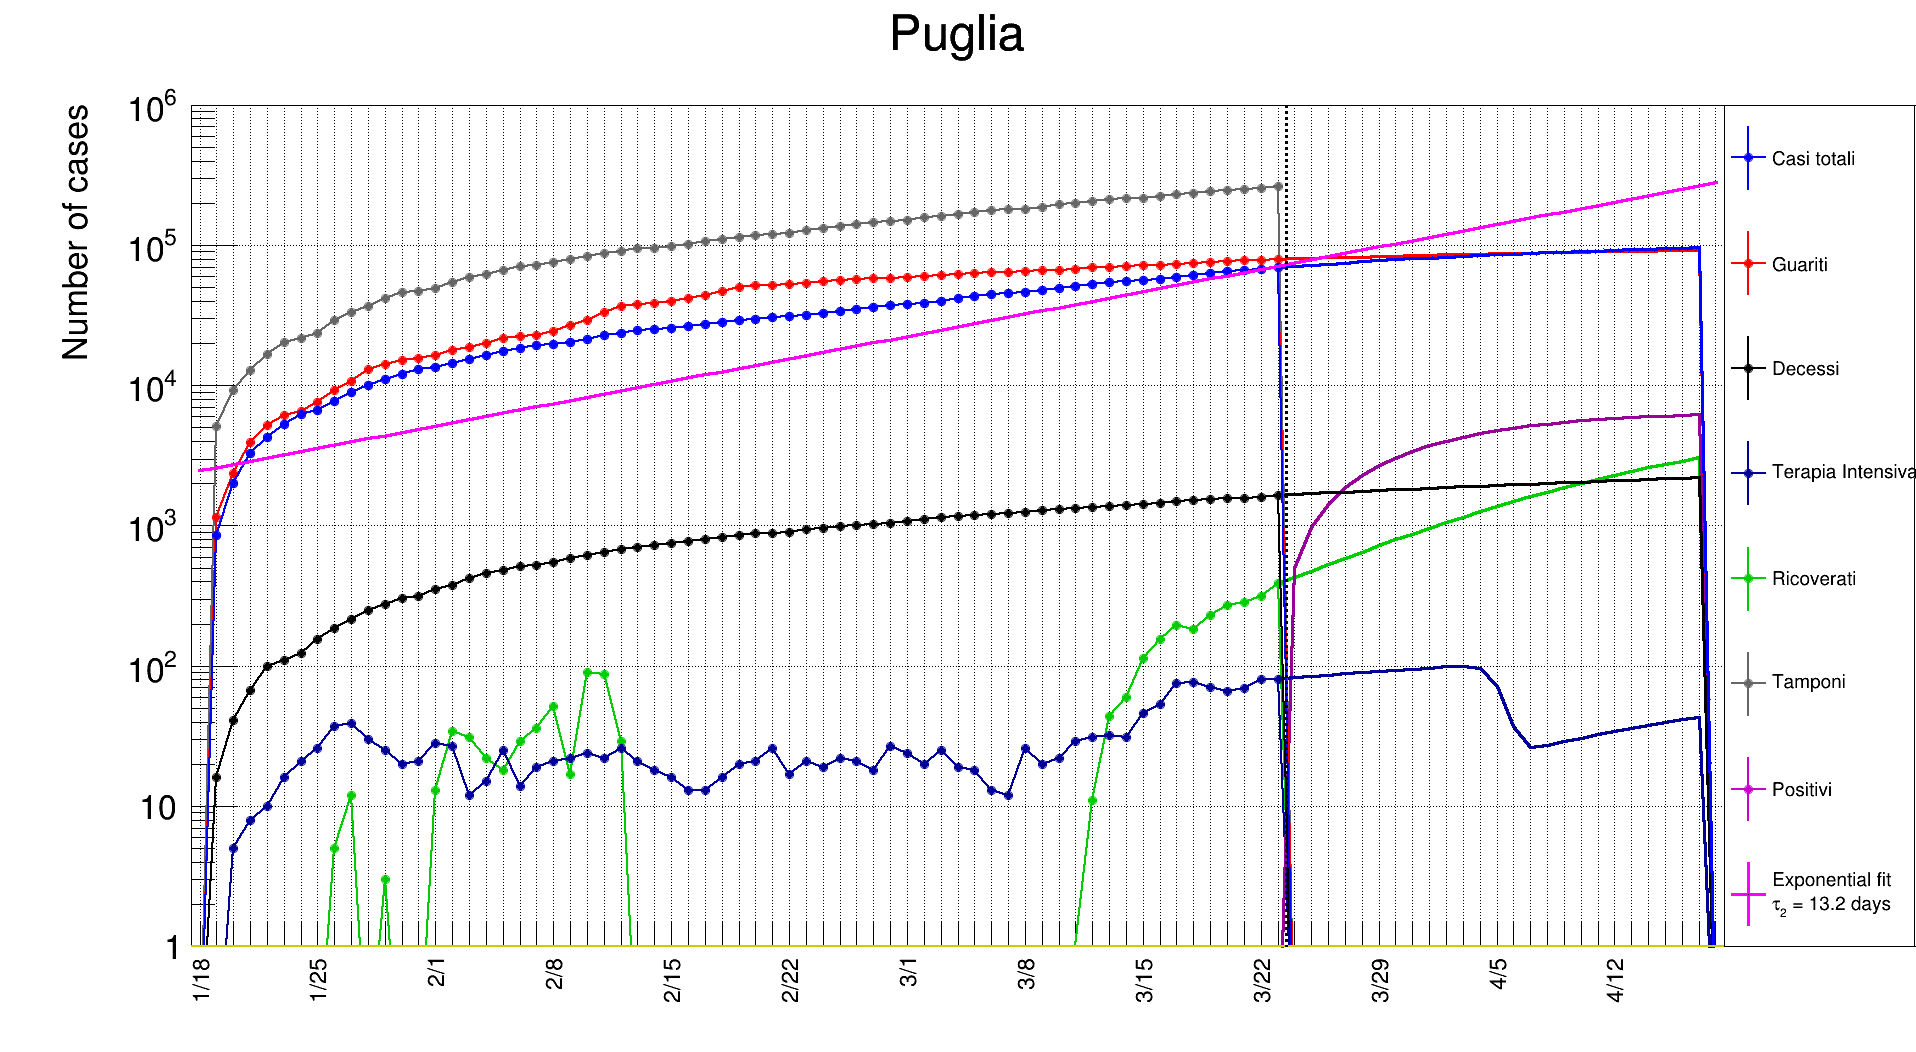 Puglia
Number of cases
10^6
10^5
10^4
10^3
10^2
10
1
1/18
1/25
2/1
2/8
2/15
2/22
3/1
3/8
3/15
3/22
3/29
4/5
4/12
Casi totali
Guariti
Decessi
Terapia Intensiva
Ricoverati
Tamponi
Positivi
Exponential fit
τ_2 = 13.2 days